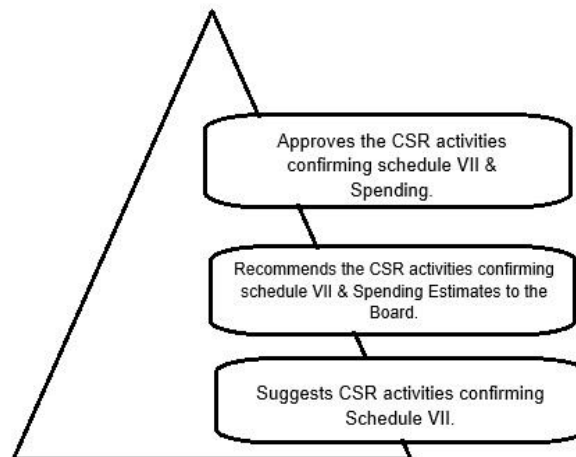 Approves the CSR activities
confirming schedule VII &
Spending.
Recommends the CSR activities confirming
schedule VII & Spending Estimates to the
Board.
Suggests CSR activities confirming
Schedule VII.